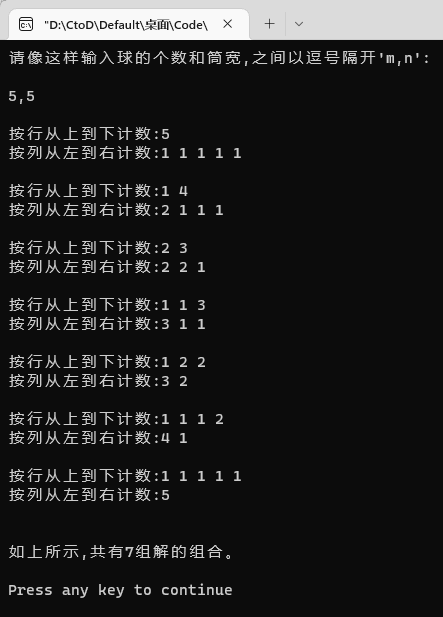 "D:\CtoD\Default\桌面\Code\
请像这样输入球的个数和筒宽,之间以逗号隔开'm,n':
5,5
按行从上到下计数:5
按列从左到右计数:1 1 1 1 1
按行从上到下计数:1 4
按列从左到右计数:2 1 1 1
按行从上到下计数:2 3
按列从左到右计数:2 2 1
按行从上到下计数:1 1 3
按列从左到右计数:3 1 1
按行从上到下计数:1 2 2
按列从左到右计数:3 2
按行从上到下计数:1 1 1 2
按列从左到右计数:4 1
按行从上到下计数:1 1 1 1 1
按列从左到右计数:5
如上所示,共有7组解的组合。
Press any key to continue